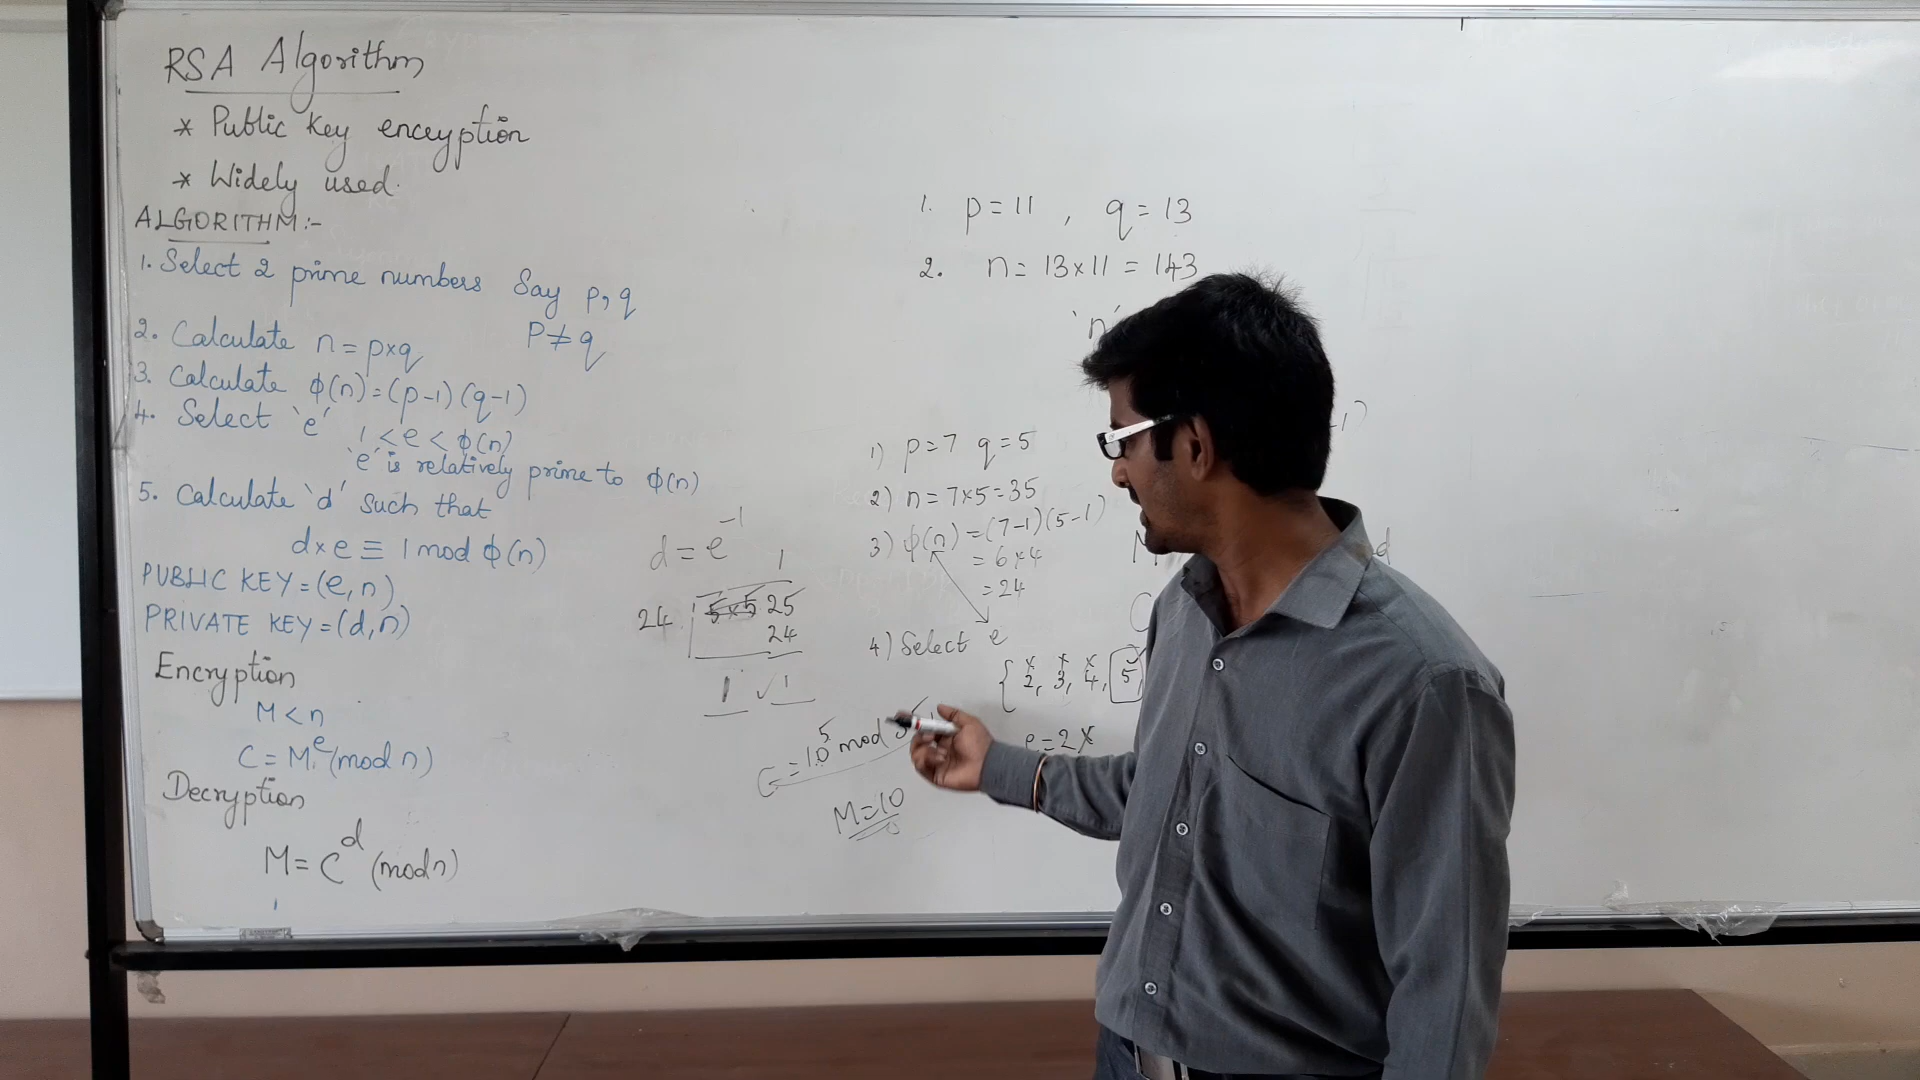 RSA Algorithm
* Public key enceyption
* Widely used.
ALGORITHM:-
1. Select 2 prime numbers Say p, q
P ≠ q
2. Calculate n = p×q
3. Calculate ϕ(n) = (p-1) (q-1)
4. Select 'e'
1 < e < ϕ(n)
'e' is relatively prime to ϕ(n)
5. Calculate 'd' such that
d×e ≡ 1 mod ϕ(n)
PUBLIC KEY = (e, n)
PRIVATE KEY = (d, n)
Encryption
M < n
C = M^e (mod n)
Decryption
M = C^d (mod n)
d = e^-1
1
24 5×5 25
24
1 ✓ 1
1. p = 11 , q = 13
2. n = 13×11 = 143
'n'
1) p = 7 q = 5
2) n = 7×5 = 35
3) ϕ(n) = (7-1) (5-1)
= 6×4
= 24
4) Select e
{ 2, 3, 4, 5
e = 2 ×
C = 10^5 mod
M = 10